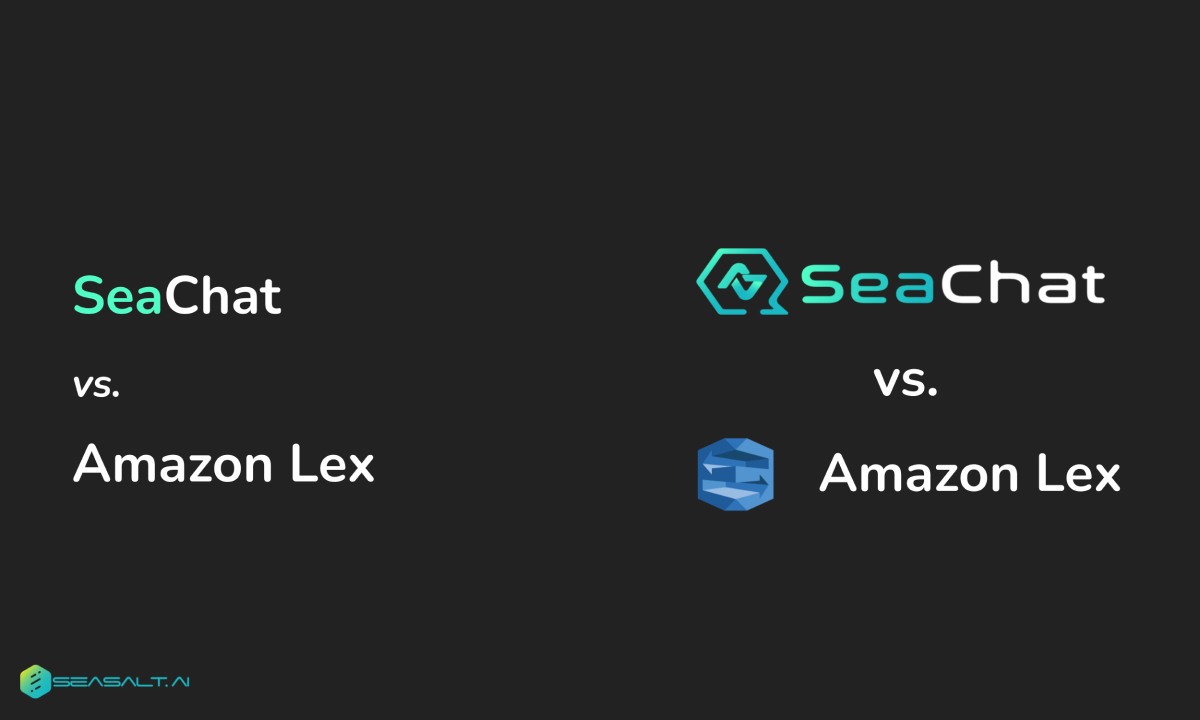 SeaChat
vs.
Amazon Lex
SeaChat
vs.
Amazon Lex
SEASALT.AI